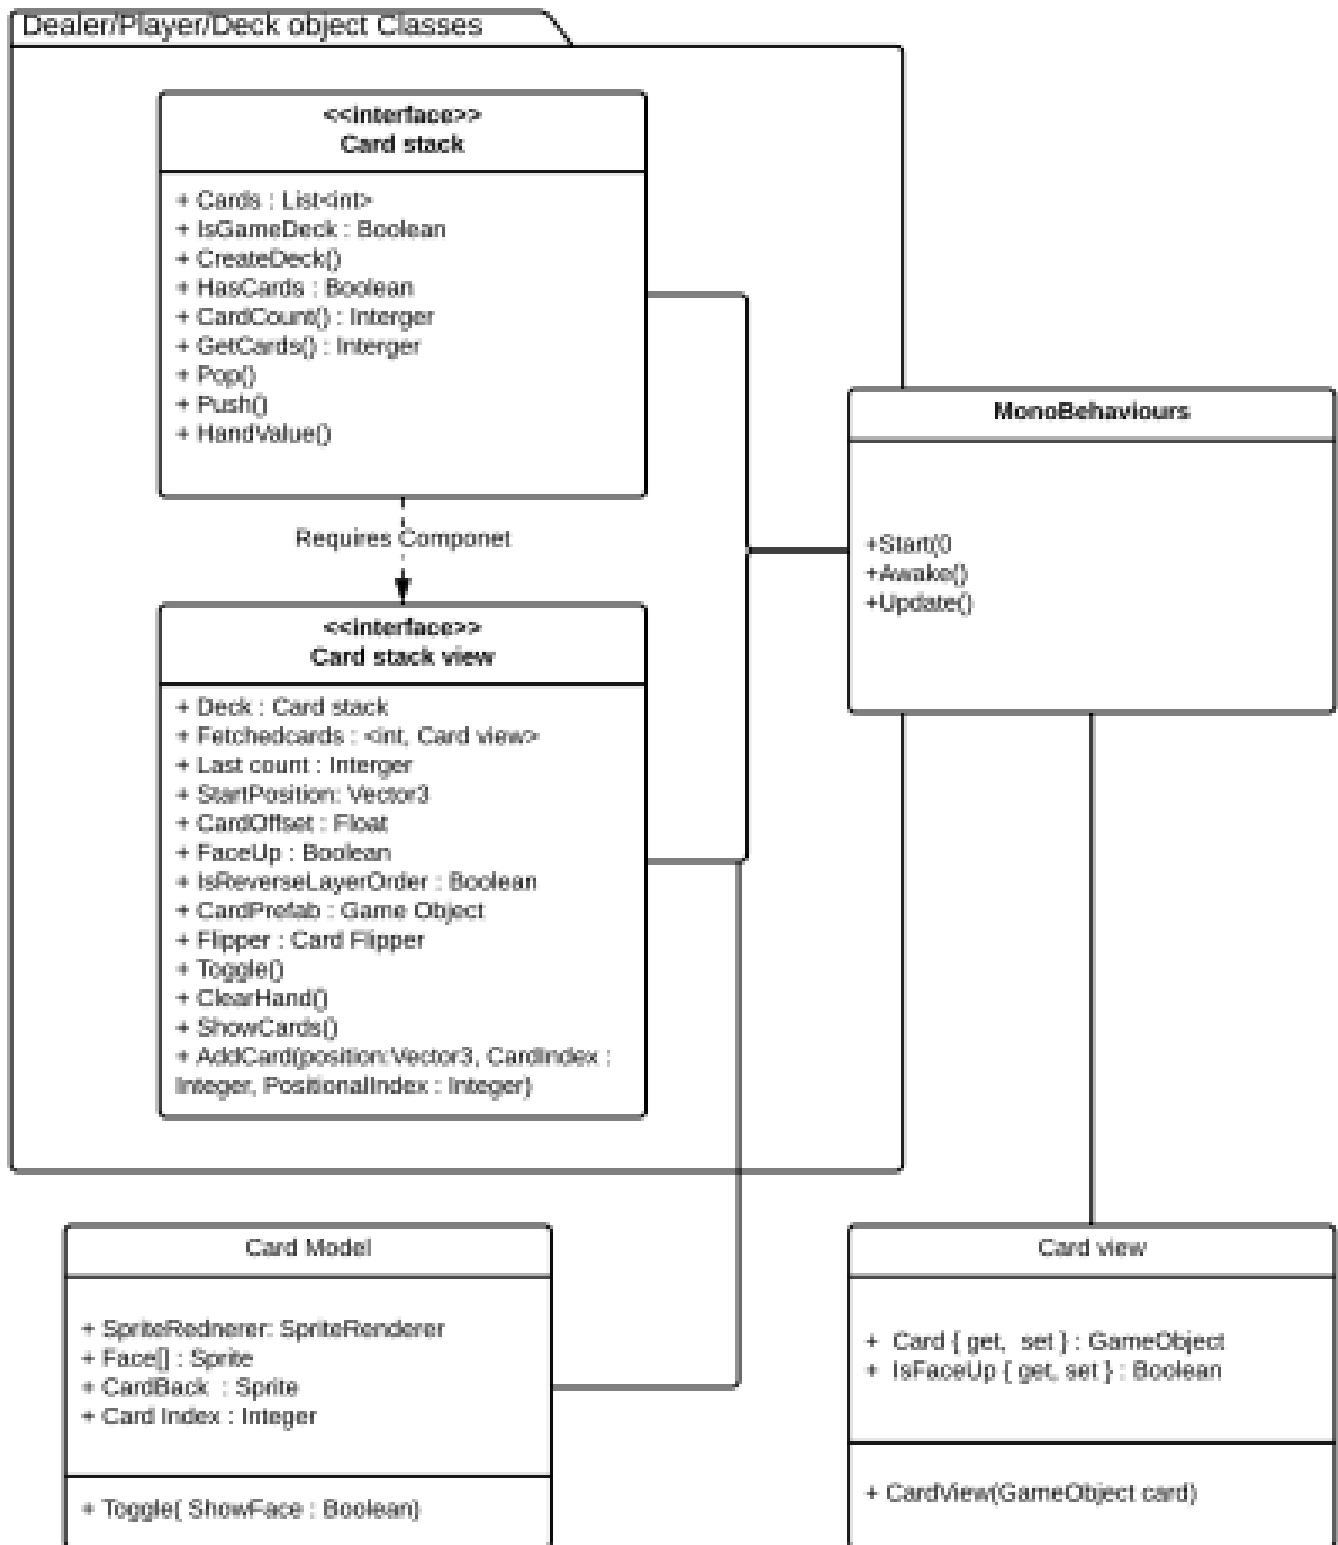 Dealer/Player/Deck object Classes
<<interface>>
Card stack
+ Cards : List<int>
+ IsGameDeck : Boolean
+ CreateDeck()
+ HasCards : Boolean
+ CardCount() : Interger
+ GetCards() : Interger
+ Pop()
+ Push()
+ HandValue()
Requires Componet
<<interface>>
Card stack view
+ Deck : Card stack
+ Fetchedcards : <int, Card view>
+ Last count : Interger
+ StartPosition: Vector3
+ CardOffset : Float
+ FaceUp : Boolean
+ IsReverseLayerOrder : Boolean
+ CardPrefab : Game Object
+ Flipper : Card Flipper
+ Toggle()
+ ClearHand()
+ ShowCards()
+ AddCard(position:Vector3, CardIndex :
Integer, PositionalIndex : Integer)
MonoBehaviours
+Start(0
+Awake()
+Update()
Card Model
+ SpriteRednerer: SpriteRenderer
+ Face[] : Sprite
+ CardBack : Sprite
+ Card Index : Integer
+ Toggle( ShowFace : Boolean)
Card view
+ Card { get, set } : GameObject
+ IsFaceUp { get, set } : Boolean
+ CardView(GameObject card)